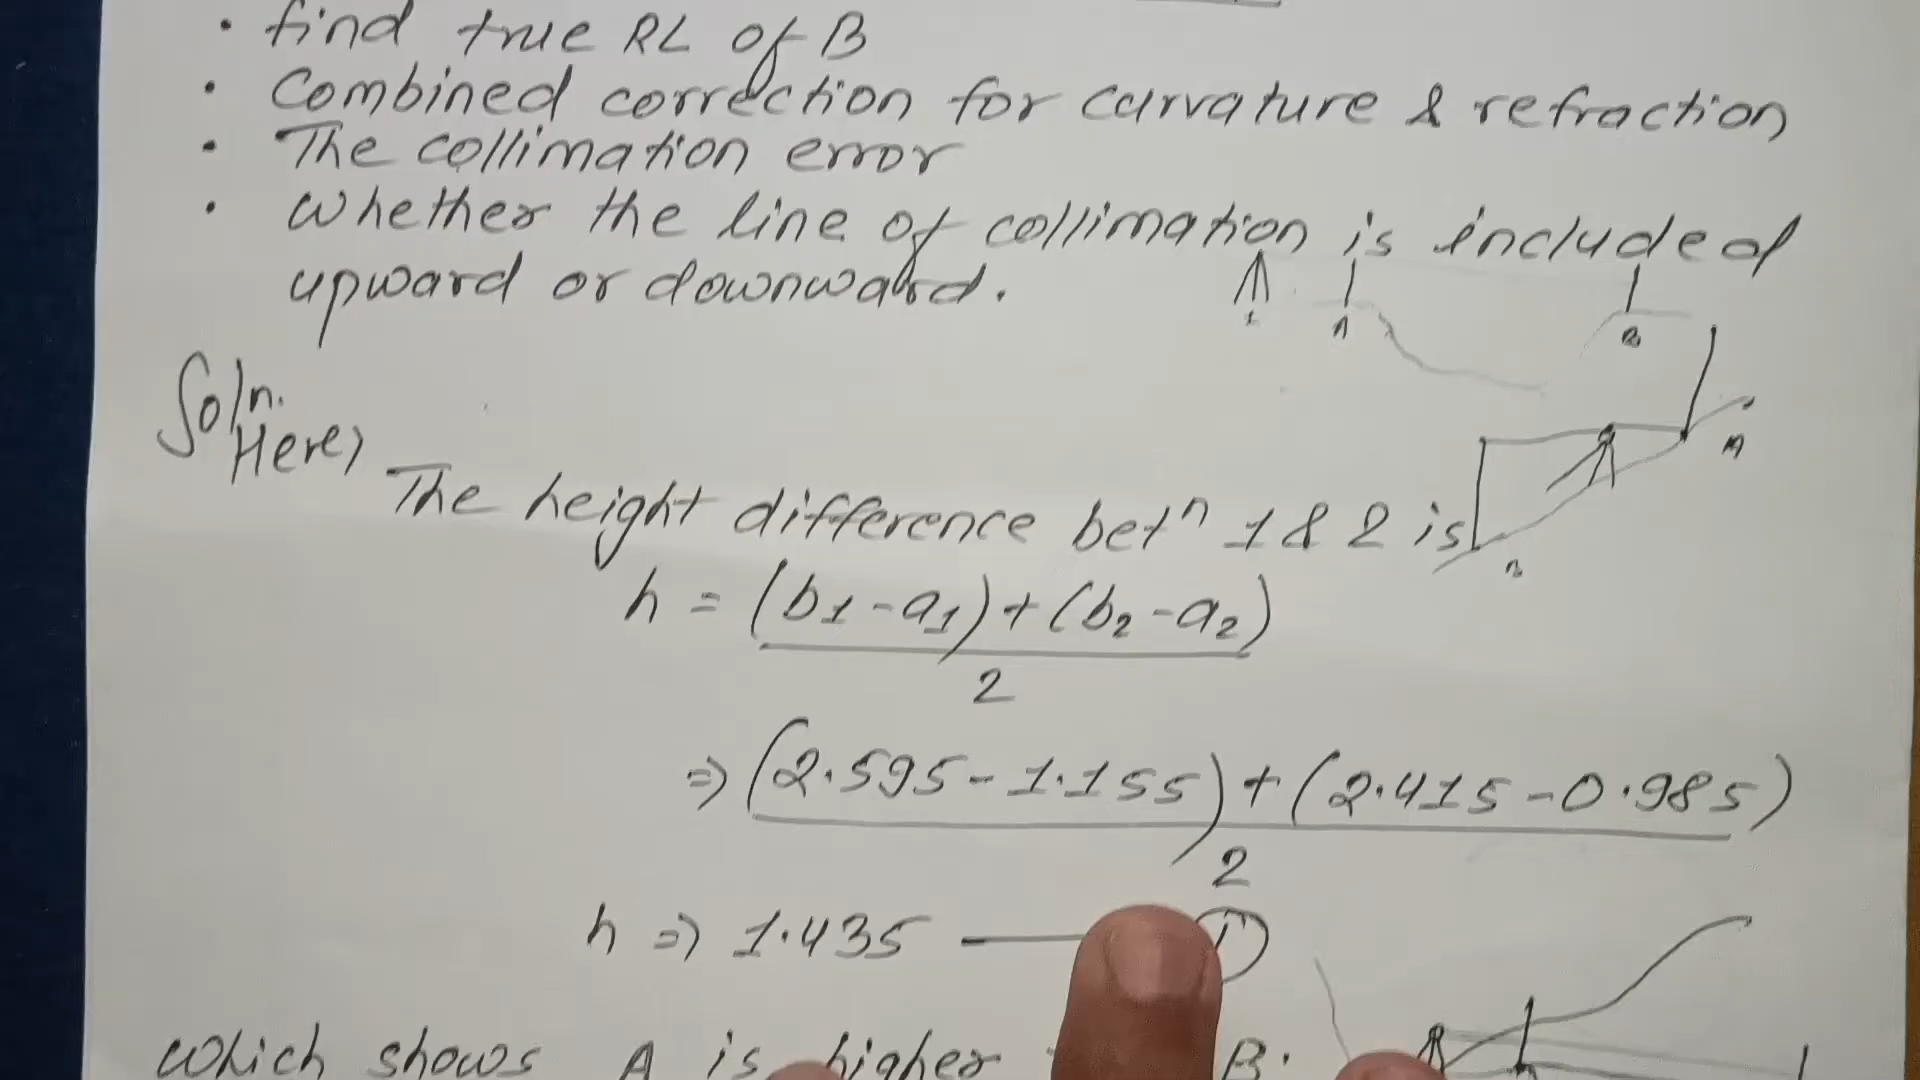 • find true RL of B
• Combined correction for curvature & refraction
• The collimation error
• whether the line of collimation is included
upward or downward.
1 A B
Soln.
Here,
A
The height difference betn 1 & 2 is
B
h = (b1-a1)+(b2-a2)
2
⇒ (2.595-1.155)+(2.415-0.985)
2
h ⇒ 1.435 —
which shows A is higher B.